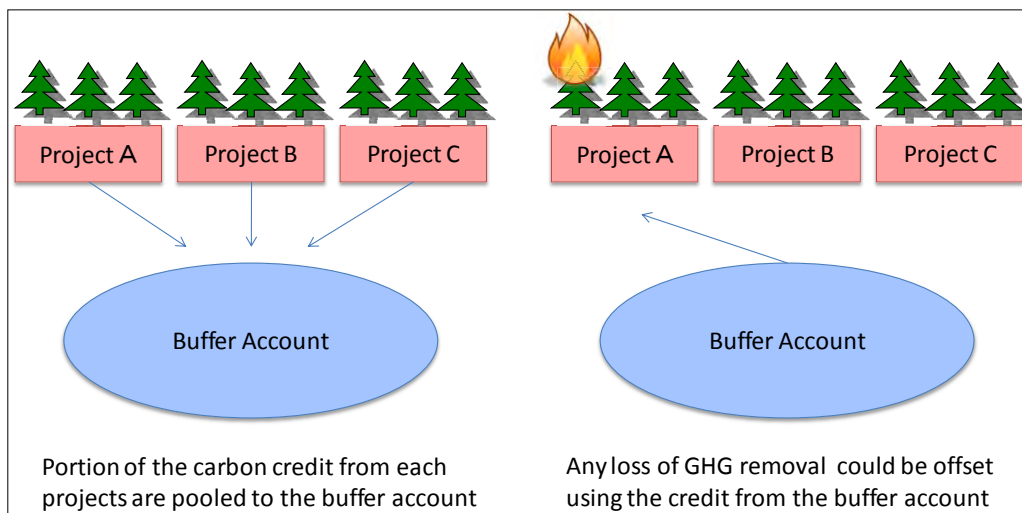 Project A
Project B
Project C
Buffer Account
Portion of the carbon credit from each
projects are pooled to the buffer account
Project A
Project B
Project C
Buffer Account
Any loss of GHG removal could be offset
using the credit from the buffer account